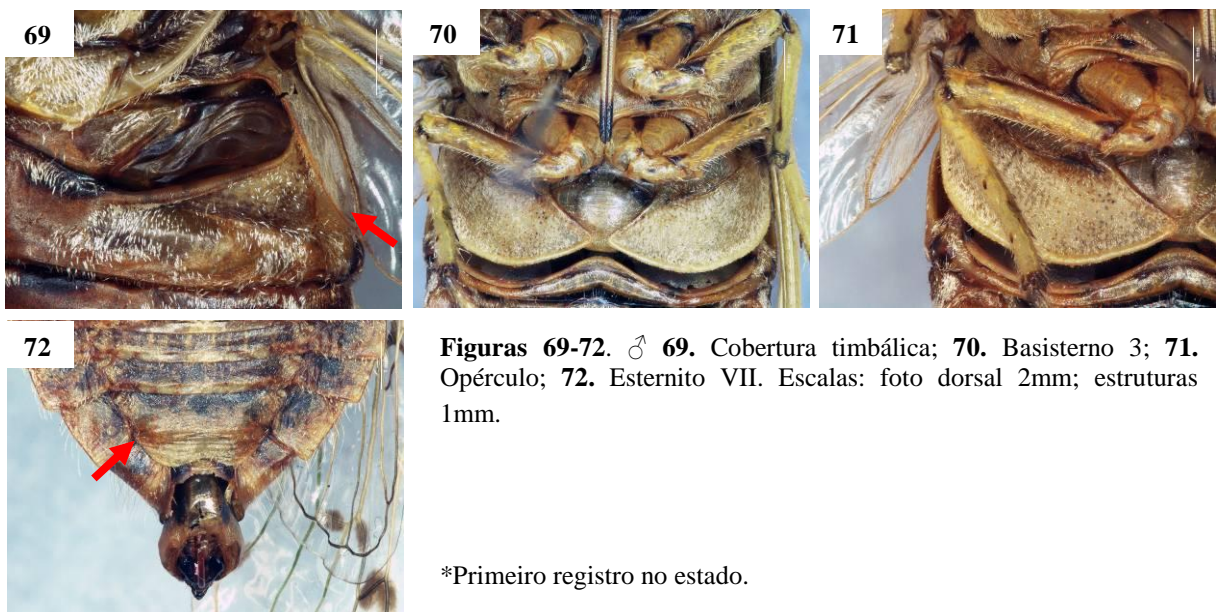 69
70
71
72
Figuras 69-72. ♂ 69. Cobertura timbálica; 70. Basisterno 3; 71.
Opérculo; 72. Esternito VII. Escalas: foto dorsal 2mm; estruturas
1mm.
*Primeiro registro no estado.